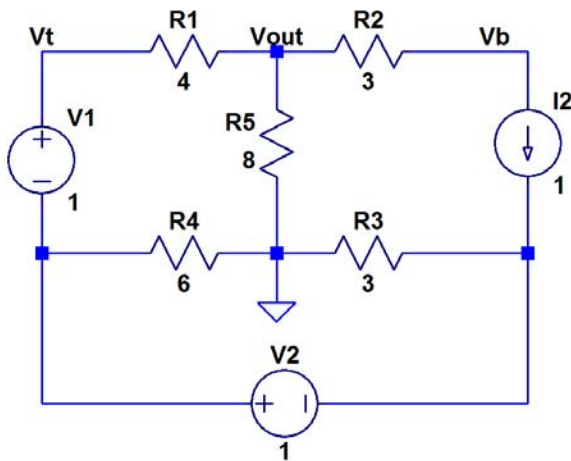 R1 R2
Vt Vout Vb
4 3
V1 I2
+ R5
8
1 1
R4 R3
6 3
V2
+ −
1